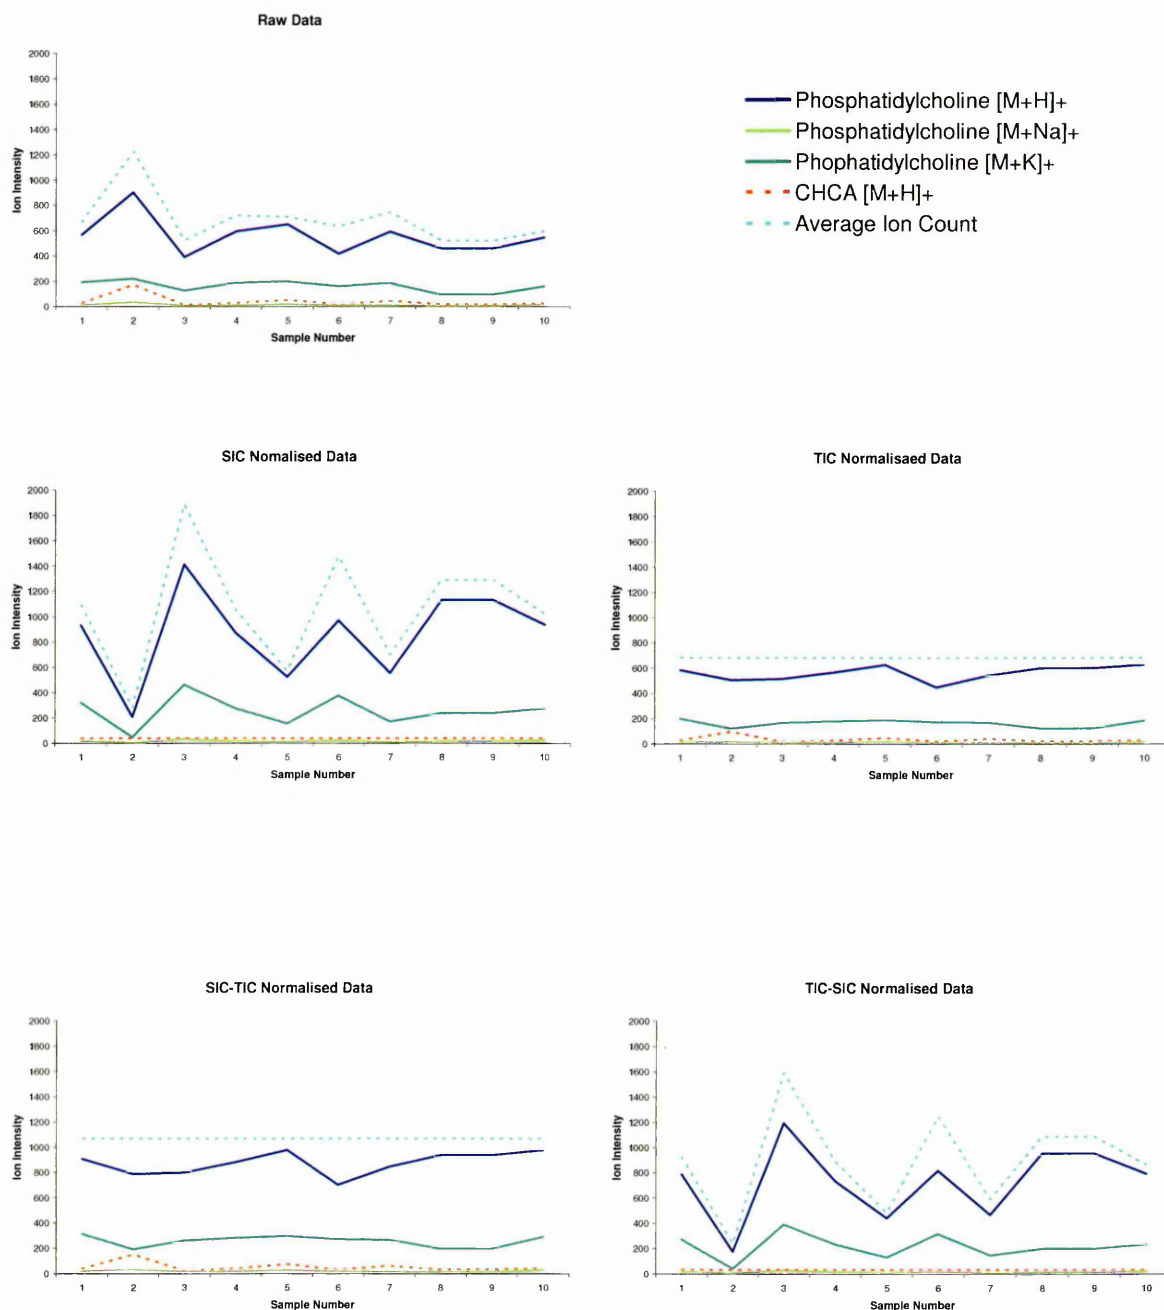 Raw Data
2000
1800
1600
1400
1200
1000
800
600
400
200
0
Ion Intensity
1 2 3 4 5 6 7 8 9 10
Sample Number
Phosphatidylcholine [M+H]+
Phosphatidylcholine [M+Na]+
Phophatidylcholine [M+K]+
CHCA [M+H]+
Average Ion Count
SIC Nomalised Data
2000
1800
1600
1400
1200
1000
800
600
400
200
0
Ion Intensity
1 2 3 4 5 6 7 8 9 10
Sample Number
TIC Normalisaed Data
2000
1800
1600
1400
1200
1000
800
600
400
200
0
Ion Intesnity
1 2 3 4 5 6 7 8 9 10
Sample Number
SIC-TIC Normalised Data
2000
1800
1600
1400
1200
1000
800
600
400
200
0
Ion Intensity
1 2 3 4 5 6 7 8 9 10
Sample Number
TIC-SIC Normalised Data
2000
1800
1600
1400
1200
1000
800
600
400
200
0
Ion Intensity
1 2 3 4 5 6 7 8 9 10
Sample Number